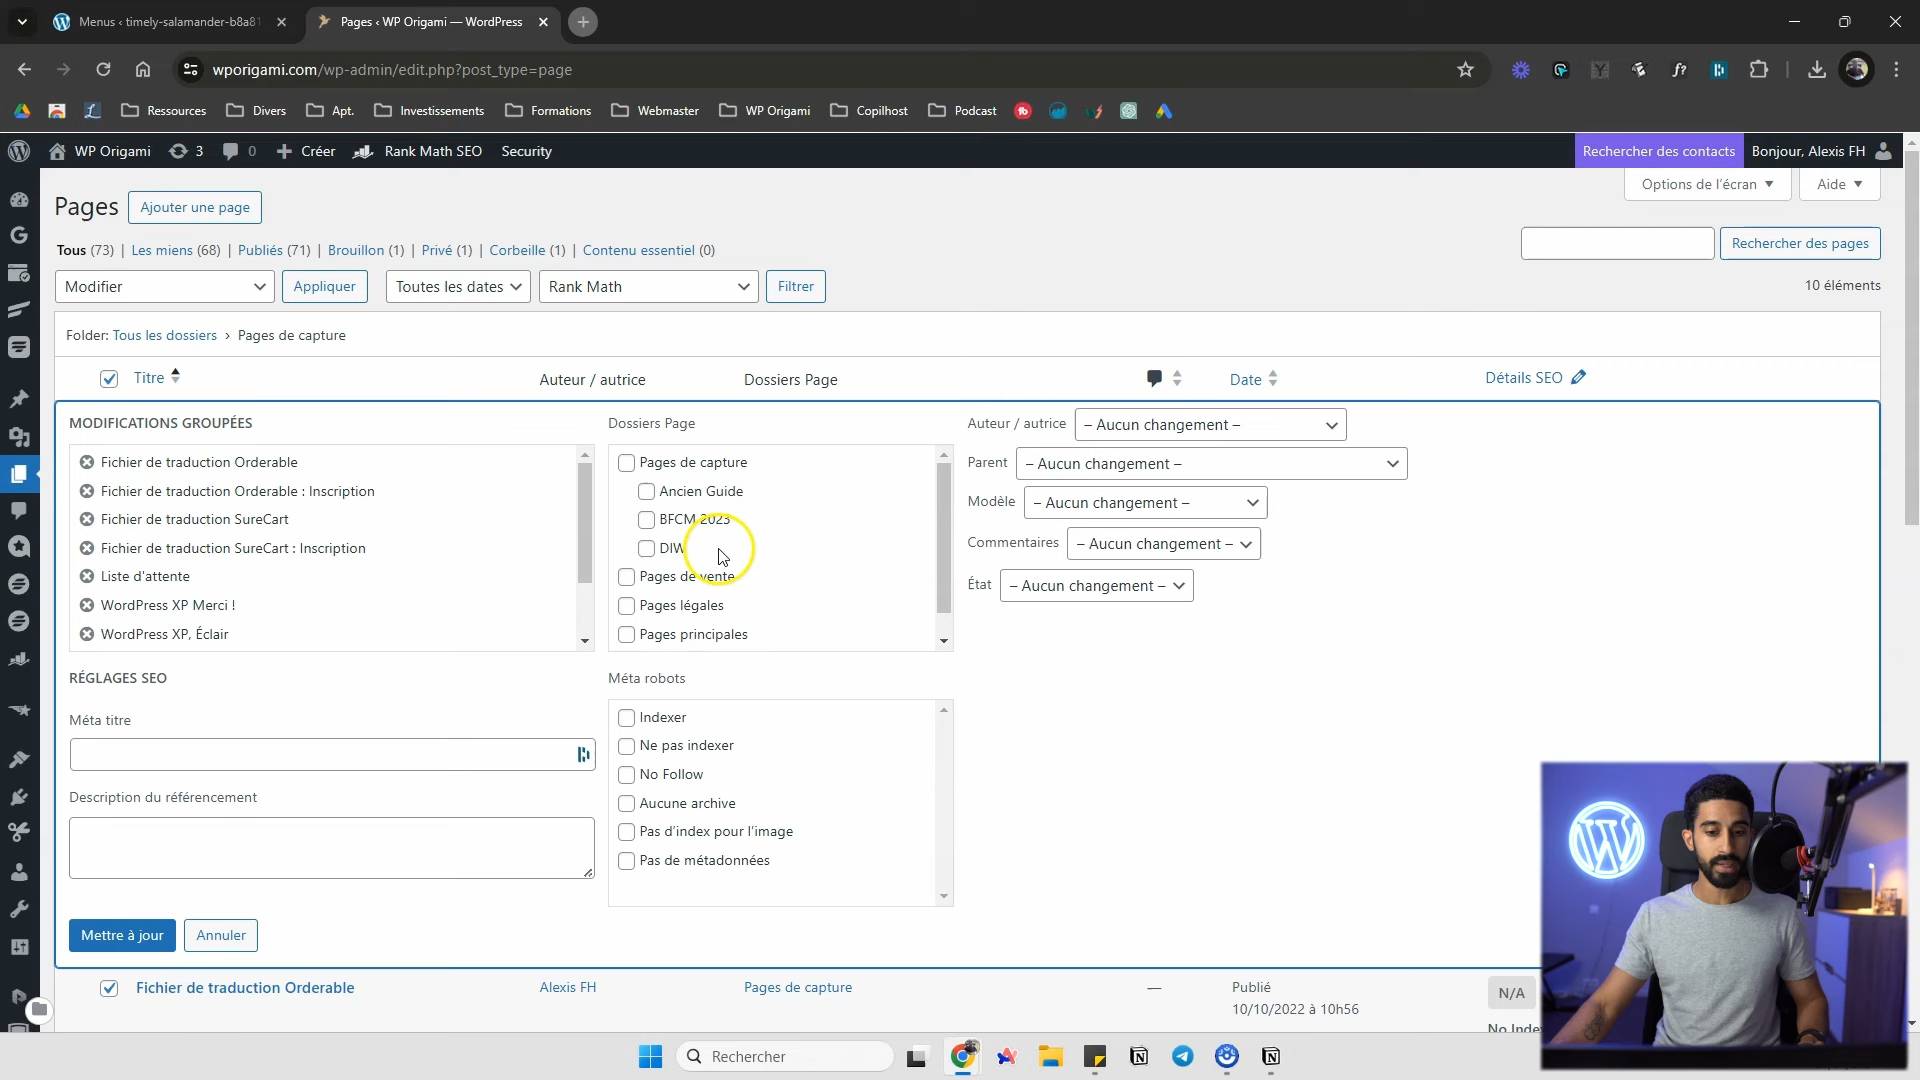 Menus ‹ timely-salamander-b8a81
Pages ‹ WP Origami — WordPress
wporigami.com/wp-admin/edit.php?post_type=page
Ressources
Divers
Apt.
Investissements
Formations
Webmaster
WP Origami
Copilhost
Podcast
WP Origami
3
0
Créer
Rank Math SEO
Security
Rechercher des contacts
Bonjour, Alexis FH
Options de l'écran
Aide
Pages
Ajouter une page
Tous (73) | Les miens (68) | Publiés (71) | Brouillon (1) | Privé (1) | Corbeille (1) | Contenu essentiel (0)
Rechercher des pages
Modifier
Appliquer
Toutes les dates
Rank Math
Filtrer
10 éléments
Folder: Tous les dossiers › Pages de capture
Titre
Auteur / autrice
Dossiers Page
Date
Détails SEO
MODIFICATIONS GROUPÉES
Fichier de traduction Orderable
Fichier de traduction Orderable : Inscription
Fichier de traduction SureCart
Fichier de traduction SureCart : Inscription
Liste d'attente
WordPress XP Merci !
WordPress XP, Éclair
Dossiers Page
Pages de capture
Ancien Guide
BFCM 2023
DIW
Pages de vente
Pages légales
Pages principales
Auteur / autrice
– Aucun changement –
Parent
– Aucun changement –
Modèle
– Aucun changement –
Commentaires
– Aucun changement –
État
– Aucun changement –
RÉGLAGES SEO
Méta titre
Description du référencement
Méta robots
Indexer
Ne pas indexer
No Follow
Aucune archive
Pas d'index pour l'image
Pas de métadonnées
Mettre à jour
Annuler
Fichier de traduction Orderable
Alexis FH
Pages de capture
—
Publié
10/10/2022 à 10h56
N/A
No Index
Rechercher